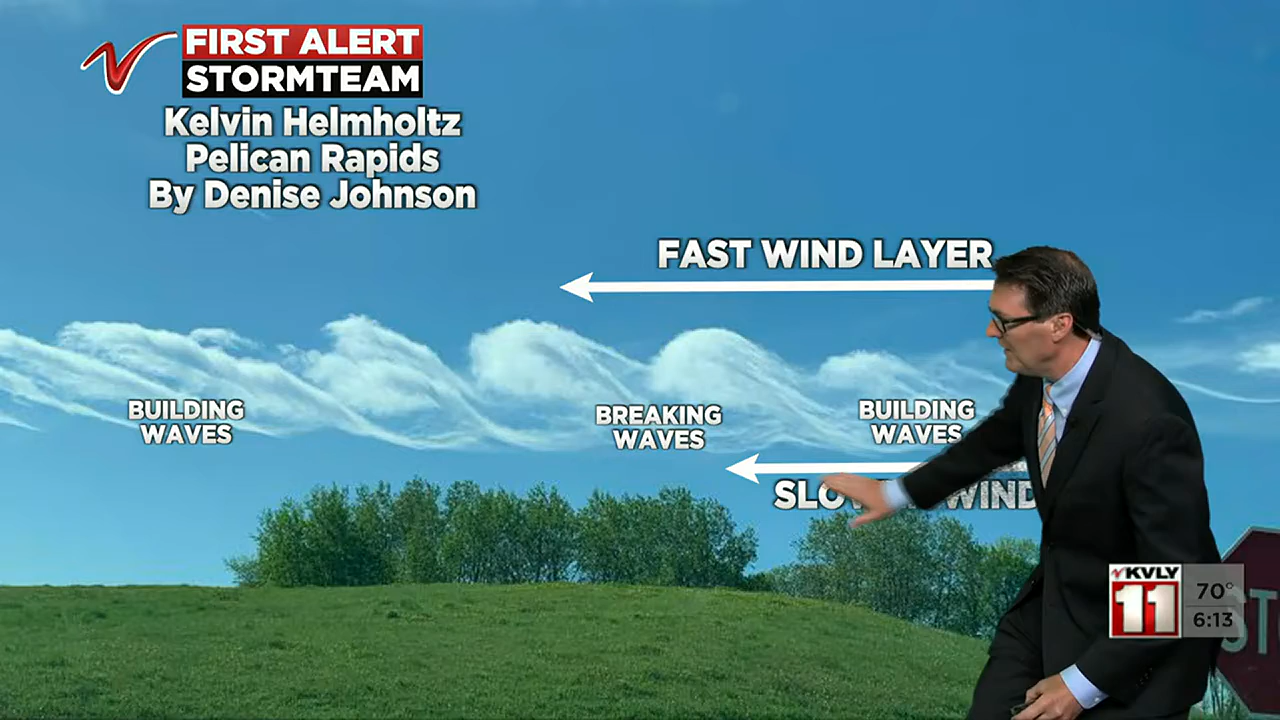 FIRST ALERT
STORMTEAM
Kelvin Helmholtz
Pelican Rapids
By Denise Johnson
FAST WIND LAYER
BUILDING
WAVES
BREAKING
WAVES
BUILDING
WAVES
WIND
KVLY
11
70°
6:13